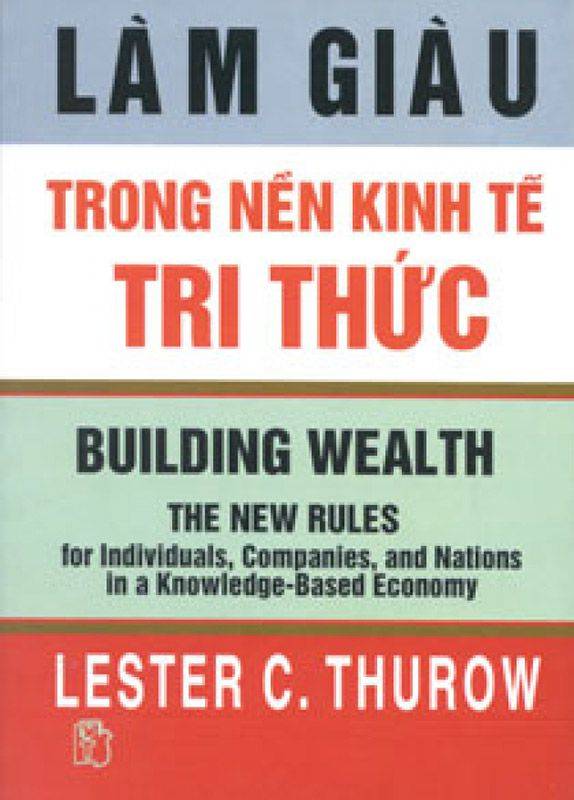 LÀM GIÀU
TRONG NỀN KINH TẾ
TRI THỨC
BUILDING WEALTH
THE NEW RULES
for Individuals, Companies, and Nations
in a Knowledge-Based Economy
LESTER C. THUROW